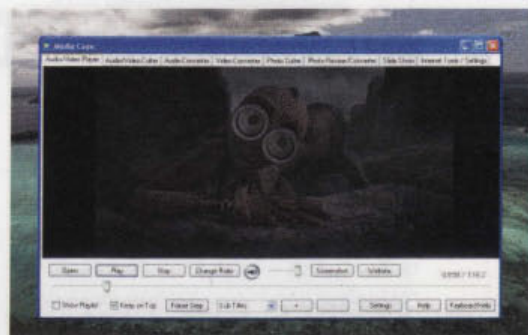 Media Cope
Audio/Video Player Audio/Video Cutter Audio Converter Video Converter Photo Cutter Photo Resizer/Converter Slide Show Internet Tools / Settings
Open Play Stop Change Ratio Screenshot Website
Show Playlist Keep on Top Frame Step Sub Titles + Settings Help Keyboard Help